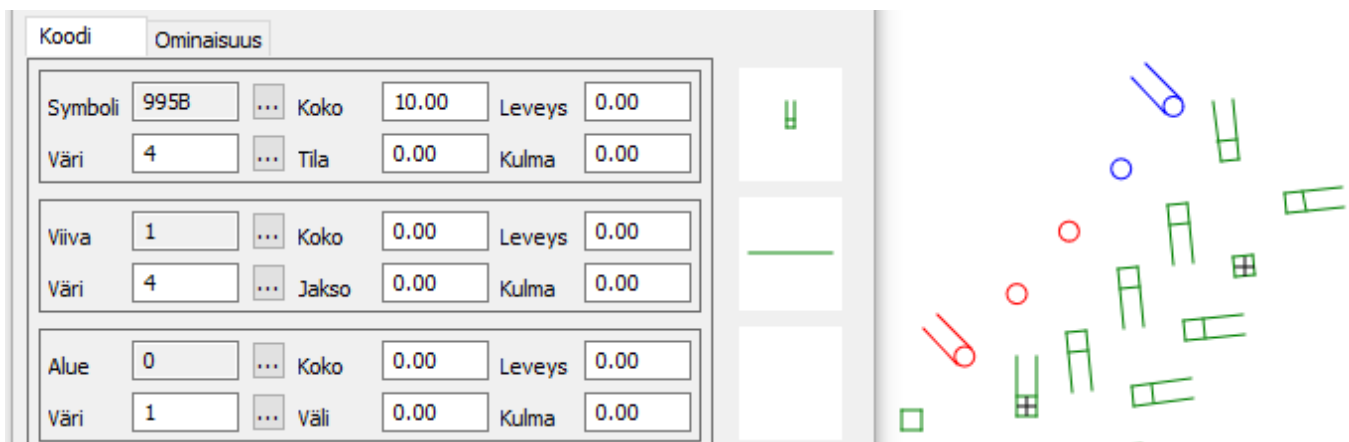 Koodi Ominaisuus
Symboli 995B ... Koko 10.00 Leveys 0.00
Väri 4 ... Tila 0.00 Kulma 0.00
Viiva 1 ... Koko 0.00 Leveys 0.00
Väri 4 ... Jakso 0.00 Kulma 0.00
Alue 0 ... Koko 0.00 Leveys 0.00
Väri 1 ... Väli 0.00 Kulma 0.00